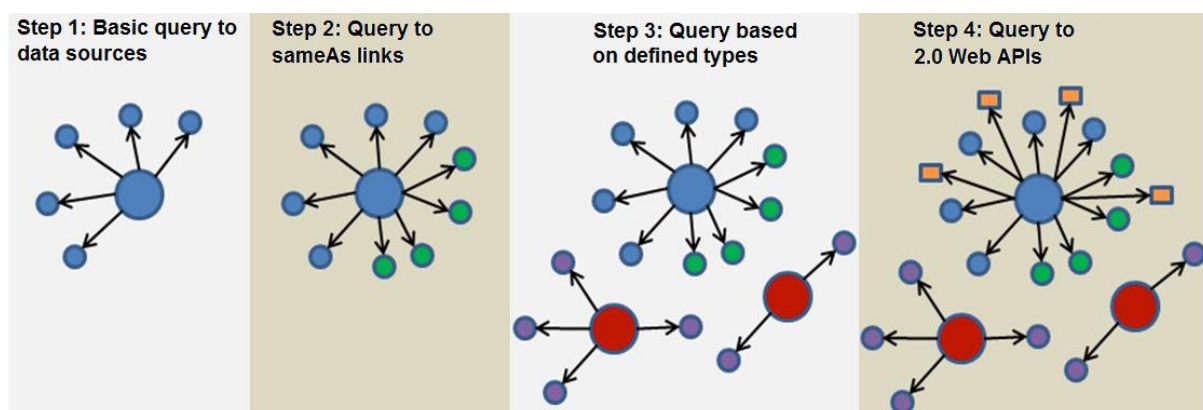 Step 1: Basic query to
data sources
Step 2: Query to
sameAs links
Step 3: Query based
on defined types
Step 4: Query to
2.0 Web APIs